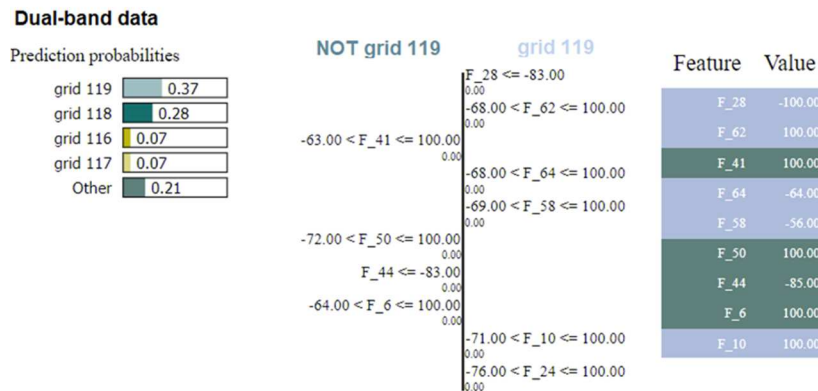 Dual-band data
Prediction probabilities
grid 119 0.37
grid 118 0.28
grid 116 0.07
grid 117 0.07
Other 0.21
NOT grid 119 grid 119
F_28 <= -83.00
0.00
-68.00 < F_62 <= 100.00
0.00
-63.00 < F_41 <= 100.00
0.00
-68.00 < F_64 <= 100.00
0.00
-69.00 < F_58 <= 100.00
0.00
-72.00 < F_50 <= 100.00
0.00
F_44 <= -83.00
0.00
-64.00 < F_6 <= 100.00
0.00
-71.00 < F_10 <= 100.00
0.00
-76.00 < F_24 <= 100.00
0.00
Feature Value
F_28 -100.00
F_62 100.00
F_41 100.00
F_64 -64.00
F_58 -56.00
F_50 100.00
F_44 -85.00
F_6 100.00
F_10 100.00